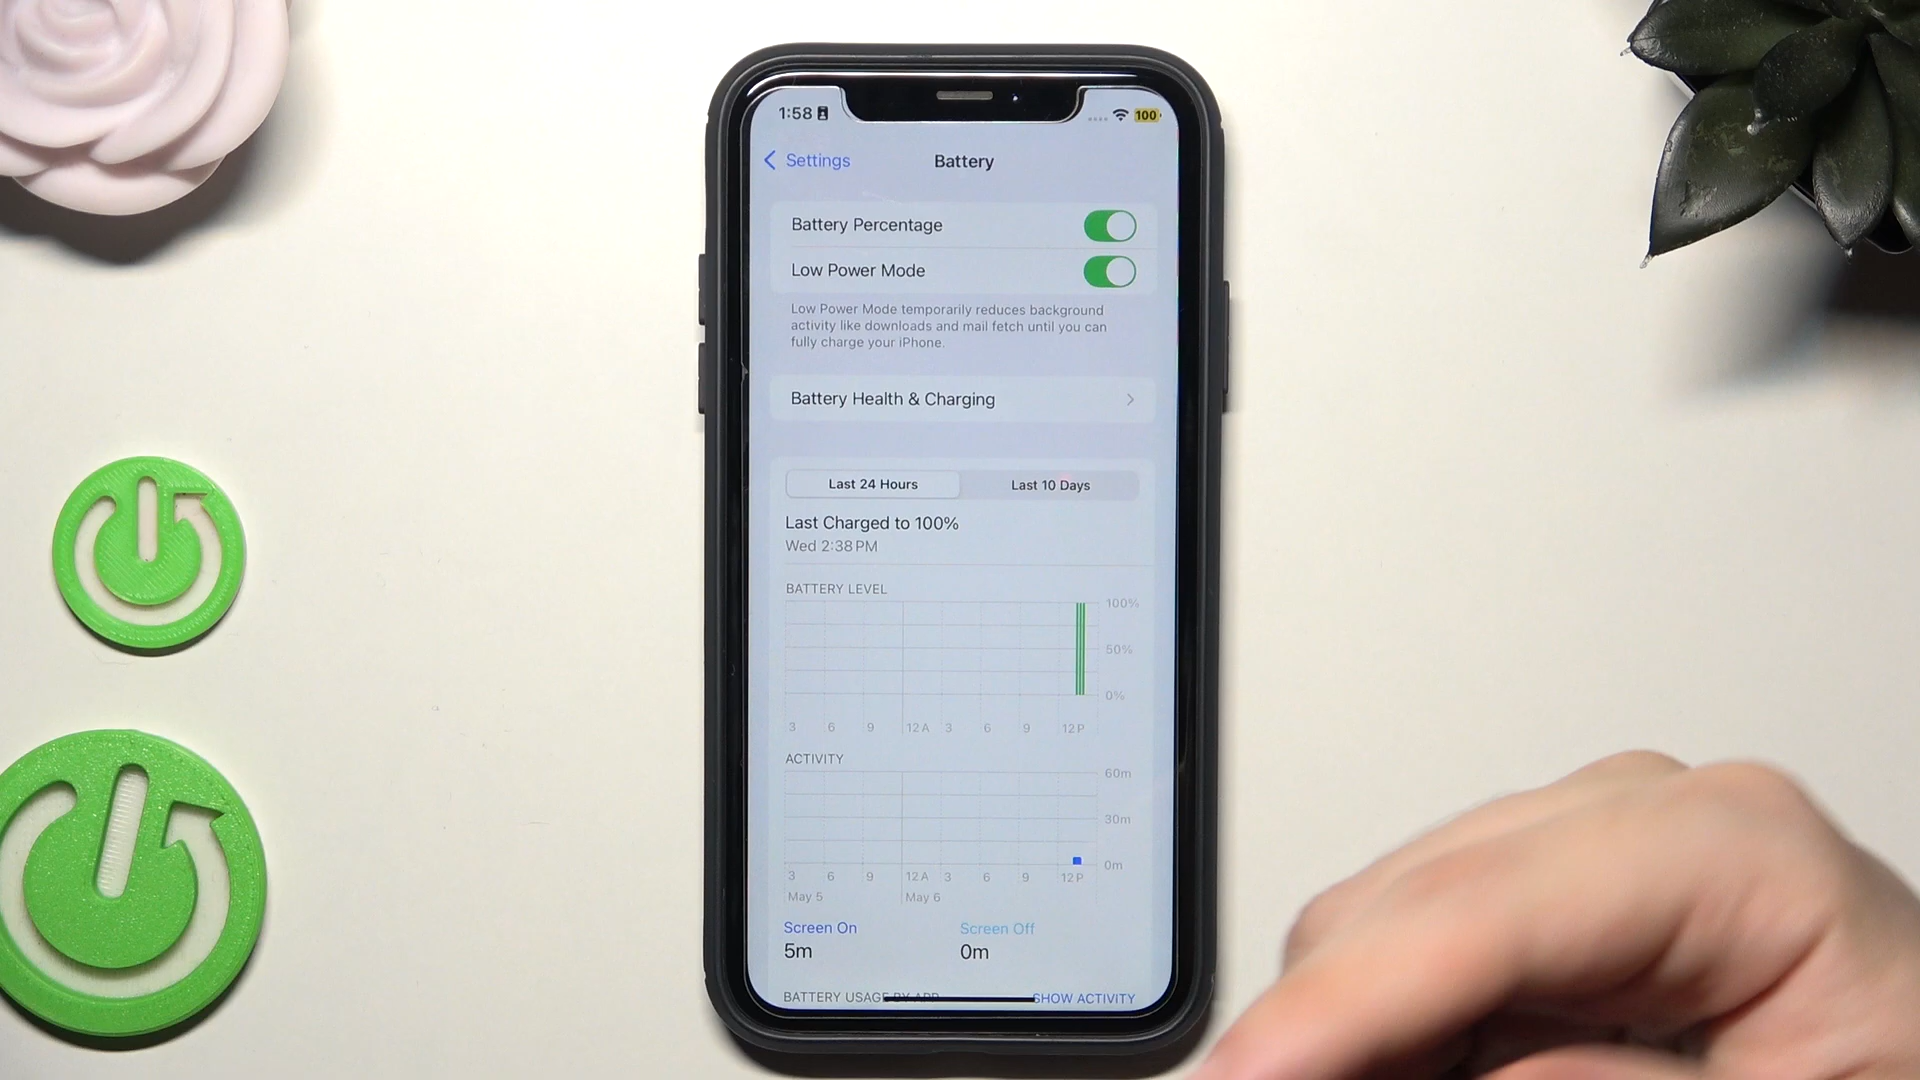 1:58
100
Settings
Battery
Battery Percentage
Low Power Mode
Low Power Mode temporarily reduces background
activity like downloads and mail fetch until you can
fully charge your iPhone.
Battery Health & Charging
Last 24 Hours Last 10 Days
Last Charged to 100%
Wed 2:38 PM
BATTERY LEVEL
100%
50%
0%
3 6 9 12 A 3 6 9 12 P
ACTIVITY
60m
30m
0m
3 6 9 12 A 3 6 9 12 P
May 5 May 6
Screen On Screen Off
5m 0m
BATTERY USAGE BY APP SHOW ACTIVITY